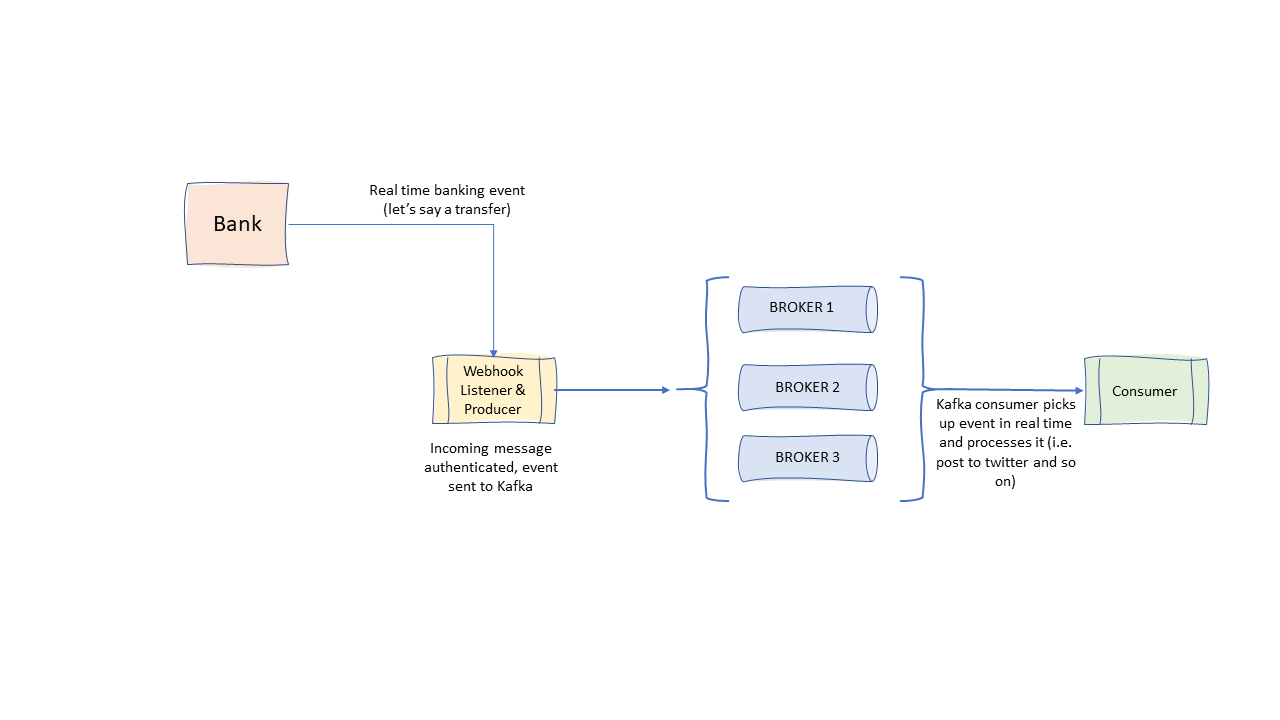 Bank
Real time banking event
(let’s say a transfer)
Webhook
Listener &
Producer
Incoming message
authenticated, event
sent to Kafka
BROKER 1
BROKER 2
BROKER 3
Kafka consumer picks
up event in real time
and processes it (i.e.
post to twitter and so
on)
Consumer